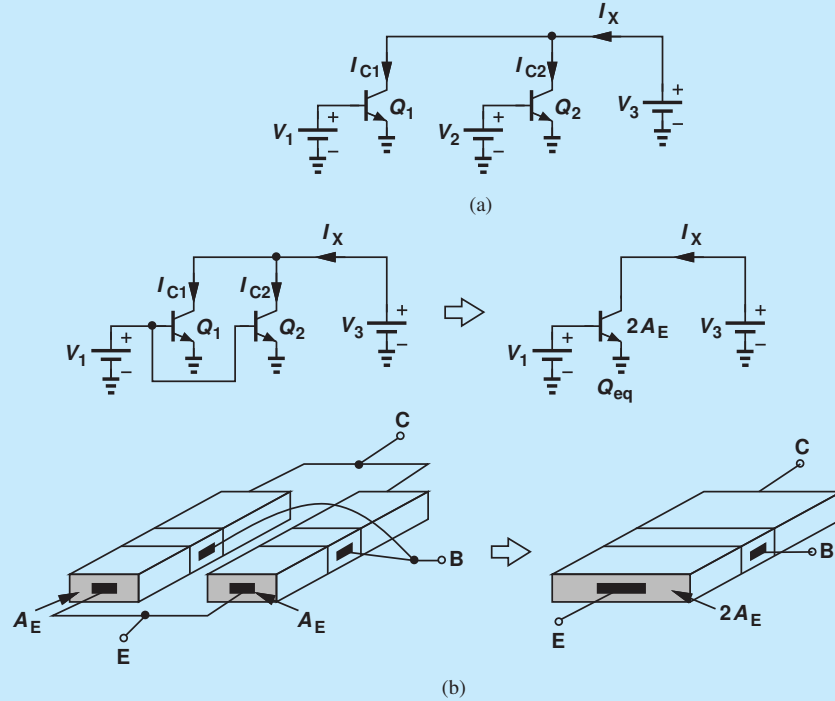 I_X
I_C1 I_C2
Q_1 Q_2
V_1 V_2 V_3
+ + +
− − −
(a)
I_X I_X
I_C1 I_C2
Q_1 Q_2 2A_E
V_1 V_3 V_1 V_3
+ + + +
− − − −
Q_eq
C C
B B
A_E A_E 2A_E
E E
(b)